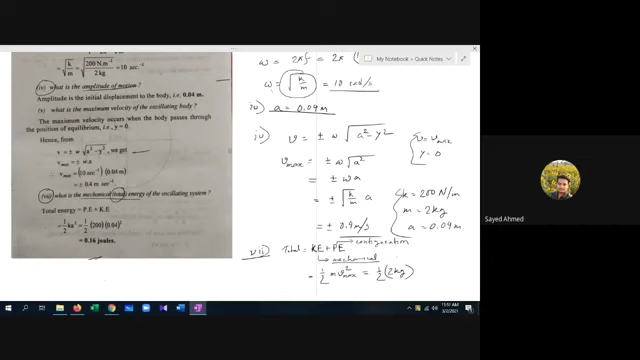 = √k/m = √200 N.m⁻¹/2 kg = 10 sec.⁻¹
(iv) what is the amplitude of motion?
Amplitude is the initial displacement to the body, i.e. 0.04 m.
(v) what is the maximum velocity of the oscillating body ?
The maximum velocity occurs when the body passes through
the position of equilibrium, i.e., y=0.
Hence, from
v = ± w √a² – y², we get
vmax = ± w.a
∴ vmax = (10 sec⁻¹) (0.04 m)
= ± 0.4 m sec⁻¹
(vii) what is the mechanical (total) energy of the oscillating system?
Total energy = P.E + K.E
= 1/2 ka² = 1/2 (200) (0.04)²
= 0.16 joules.
ω = 2πf = 2π
ω = √k/m = 10 rad/s
iv) a = 0.04 m
v = ± ω √a² – y²
v = vmax
y = 0
vmax = ± ω √a²
= ± ωa
= ± √k/m a
k = 200 N/m
= ± 0.4 m/s
m = 2kg
a = 0.04 m
vii) Total = KE + PE
→ configuration
→ mechanical
= 1/2 m v²max = 1/2 (2kg)
My Notebook » Quick Notes
Sayed Ahmed
11:51 AM
3/2/2021